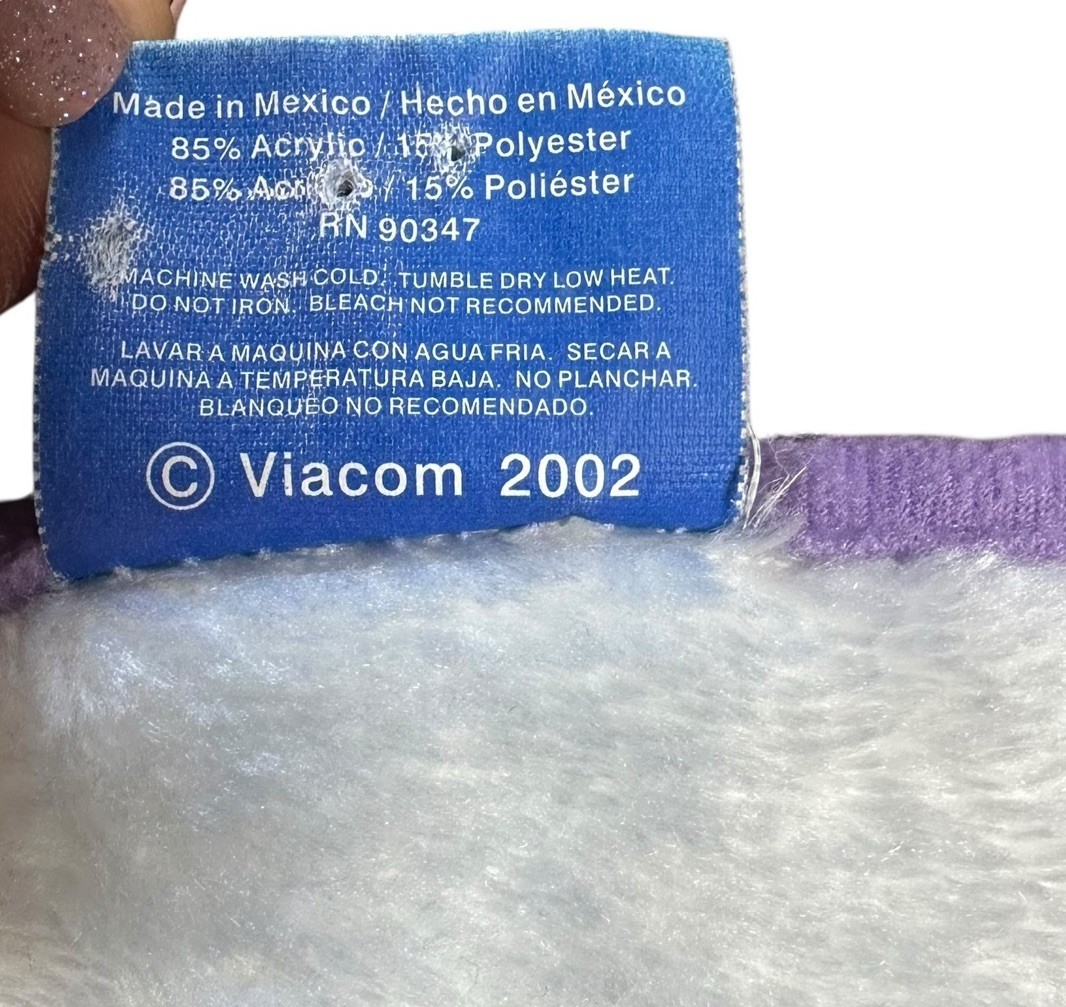 Made in Mexico / Hecho en México
85% Acrylic / 15% Polyester
85% / 15% Poliéster
RN 90347
MACHINE WASH COLD. TUMBLE DRY LOW HEAT.
DO NOT IRON. BLEACH NOT RECOMMENDED.
LAVAR A MAQUINA CON AGUA FRIA. SECAR A
MAQUINA A TEMPERATURA BAJA. NO PLANCHAR.
BLANQUEO NO RECOMENDADO.
© Viacom 2002